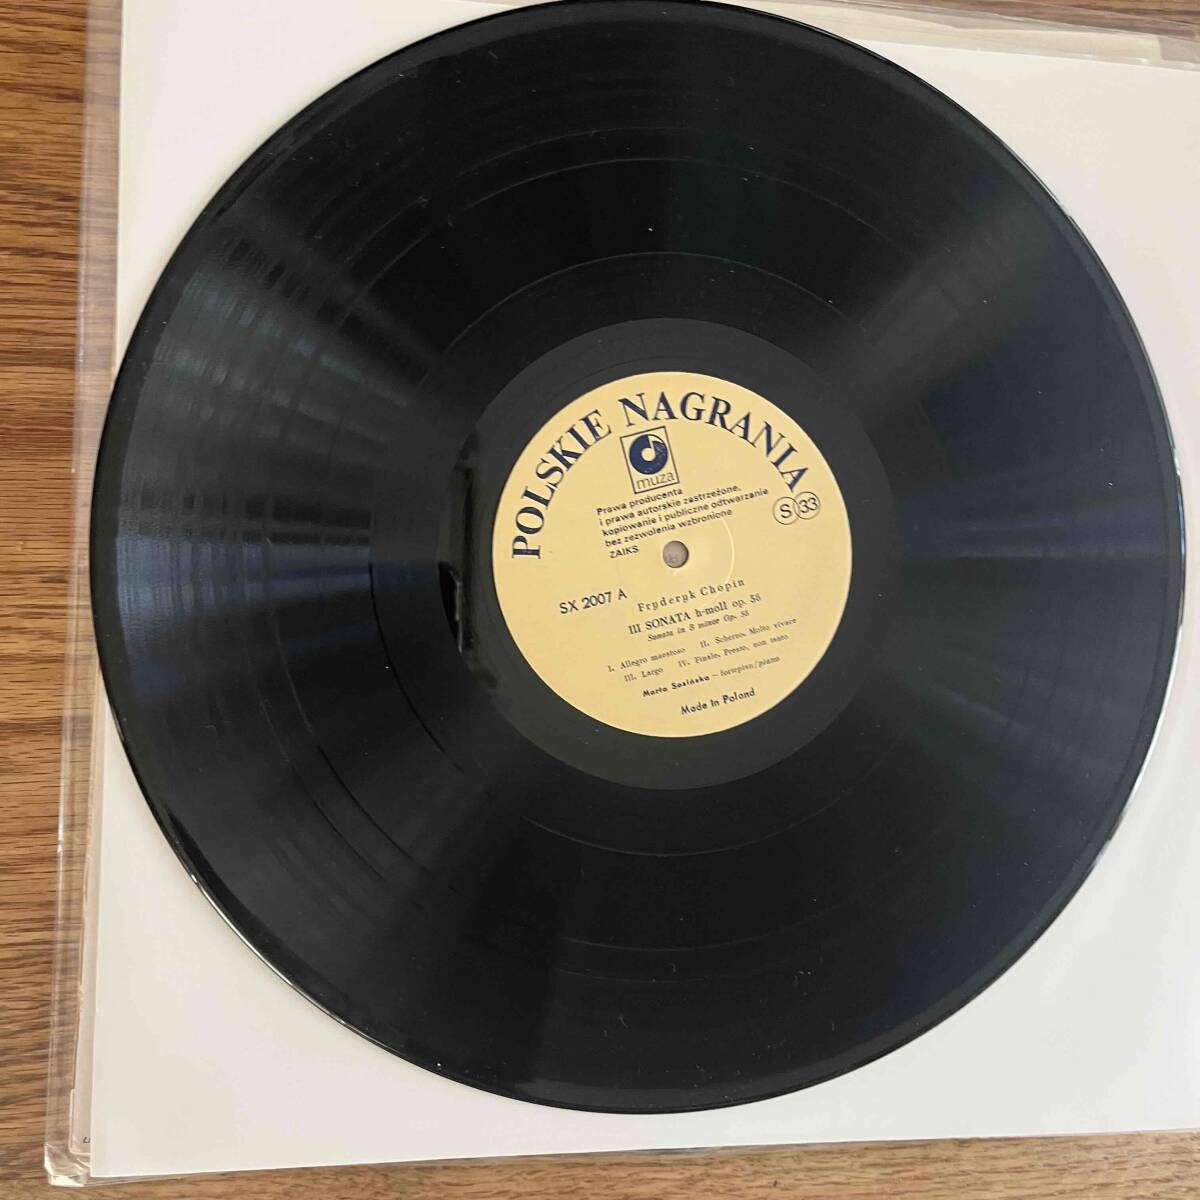 POLSKIE NAGRANIA
muza
Prawa producenta
i prawa autorskie zastrzeżone,
kopiowanie i publiczne odtwarzanie
bez zezwolenia wzbronione
ZAIKS
S 33
SX 2007 A
Fryderyk Chopin
III SONATA h-moll op. 58
Sonata in B minor Op. 58
I. Allegro maestoso II. Scherzo, Molto vivace
III. Largo IV. Finale, Presto, non tanto
Marta Sosińska — fortepian/piano
Made in Poland